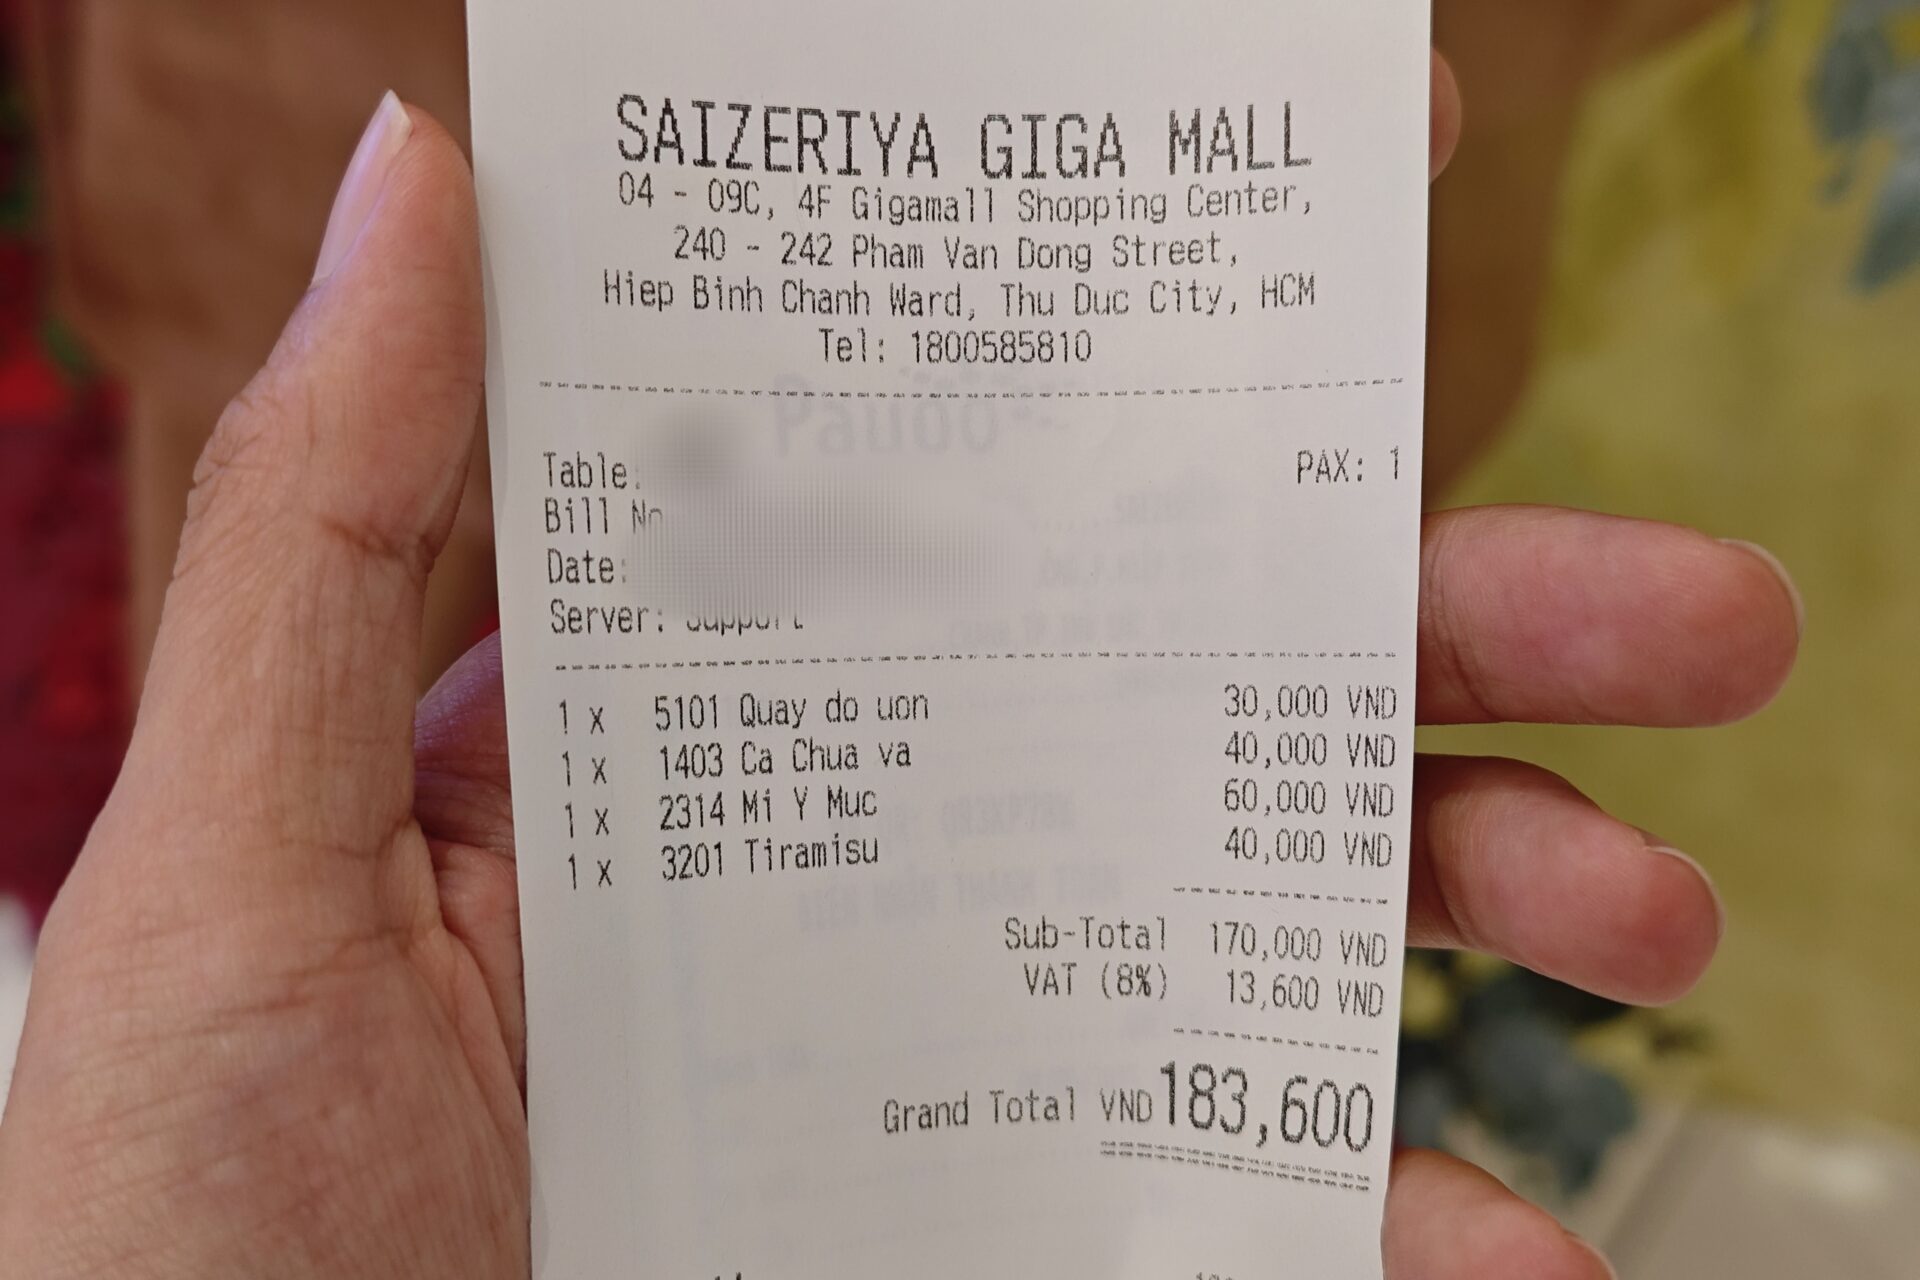 SAIZERIYA GIGA MALL
04 - 09C, 4F Gigamall Shopping Center,
240 - 242 Pham Van Dong Street,
Hiep Binh Chanh Ward, Thu Duc City, HCM
Tel: 1800585810
Table: PAX: 1
Bill No
Date:
Server: Support
1 x 5101 Quay do uon 30,000 VND
1 x 1403 Ca Chua va 40,000 VND
1 x 2314 Mi Y Muc 60,000 VND
1 x 3201 Tiramisu 40,000 VND
Sub-Total 170,000 VND
VAT (8%) 13,600 VND
Grand Total VND 183,600